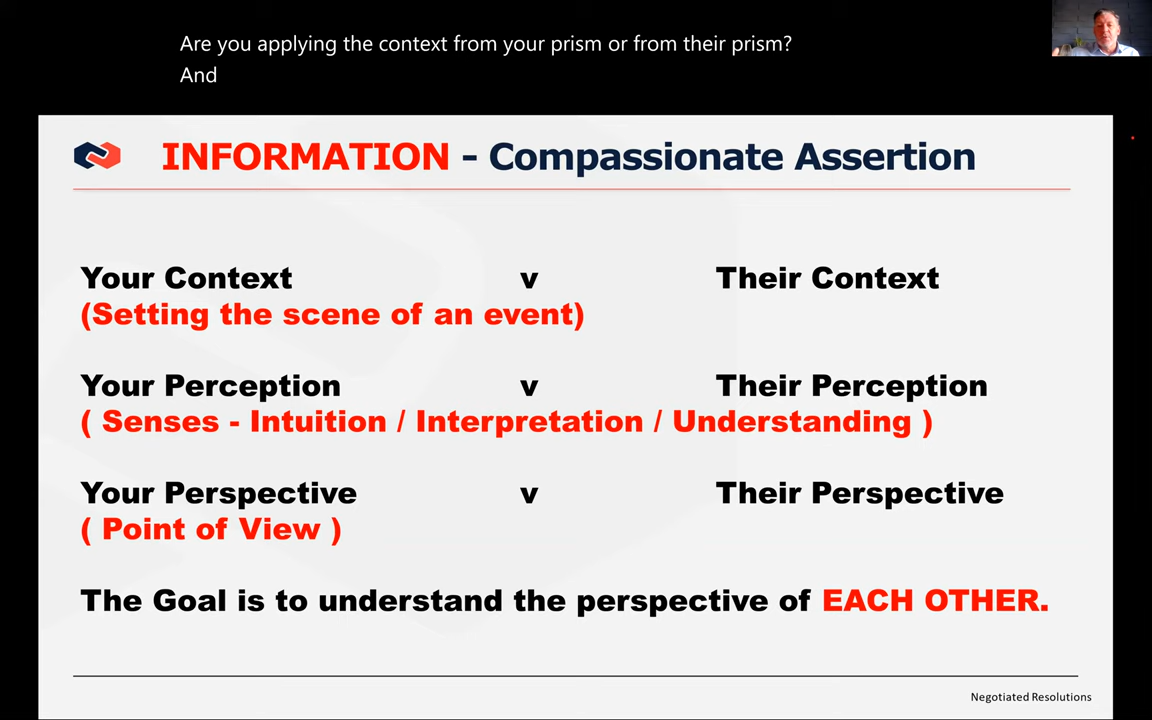 Are you applying the context from your prism or from their prism?
And
INFORMATION - Compassionate Assertion
Your Context v Their Context
(Setting the scene of an event)
Your Perception v Their Perception
( Senses - Intuition / Interpretation / Understanding )
Your Perspective v Their Perspective
( Point of View )
The Goal is to understand the perspective of EACH OTHER.
Negotiated Resolutions